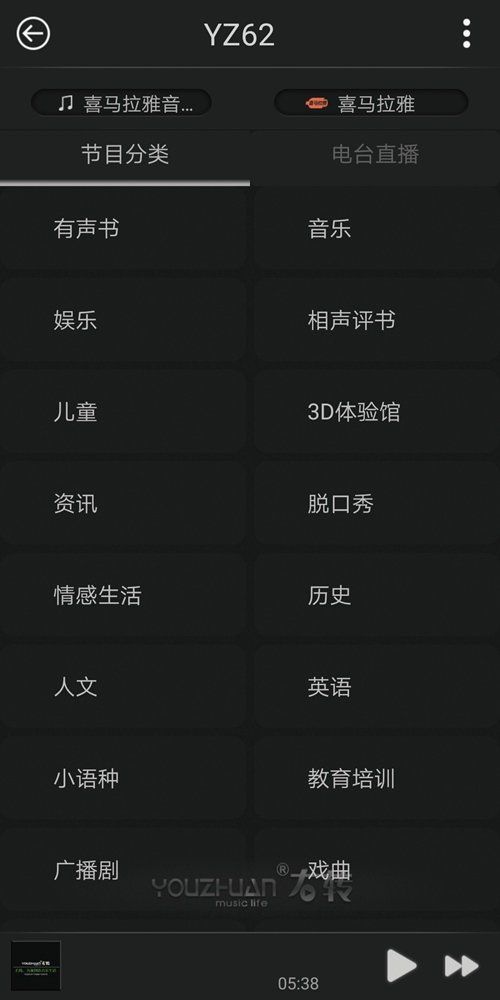 YZ62
喜马拉雅音...
喜马拉雅
节目分类
电台直播
有声书
音乐
娱乐
相声评书
儿童
3D体验馆
资讯
脱口秀
情感生活
历史
人文
英语
小语种
教育培训
广播剧
戏曲
YOUZHUAN®右转
music life
05:38